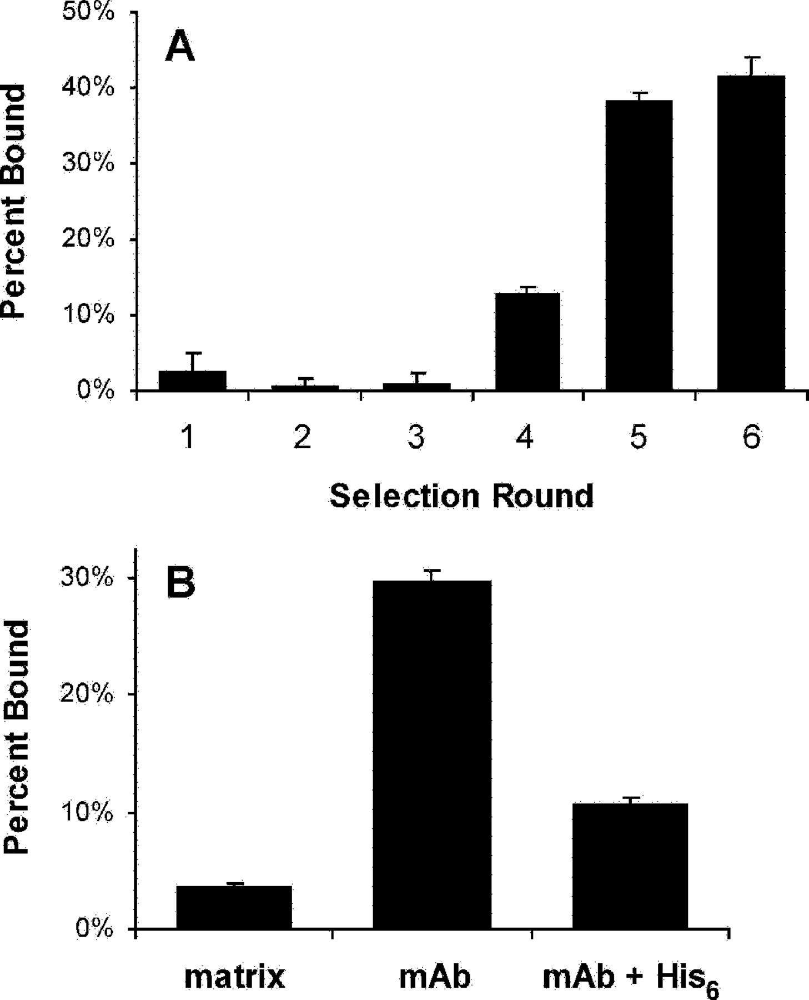 A
Percent Bound
50%
40%
30%
20%
10%
0%
1 2 3 4 5 6
Selection Round
B
Percent Bound
30%
20%
10%
0%
matrix mAb mAb + His6